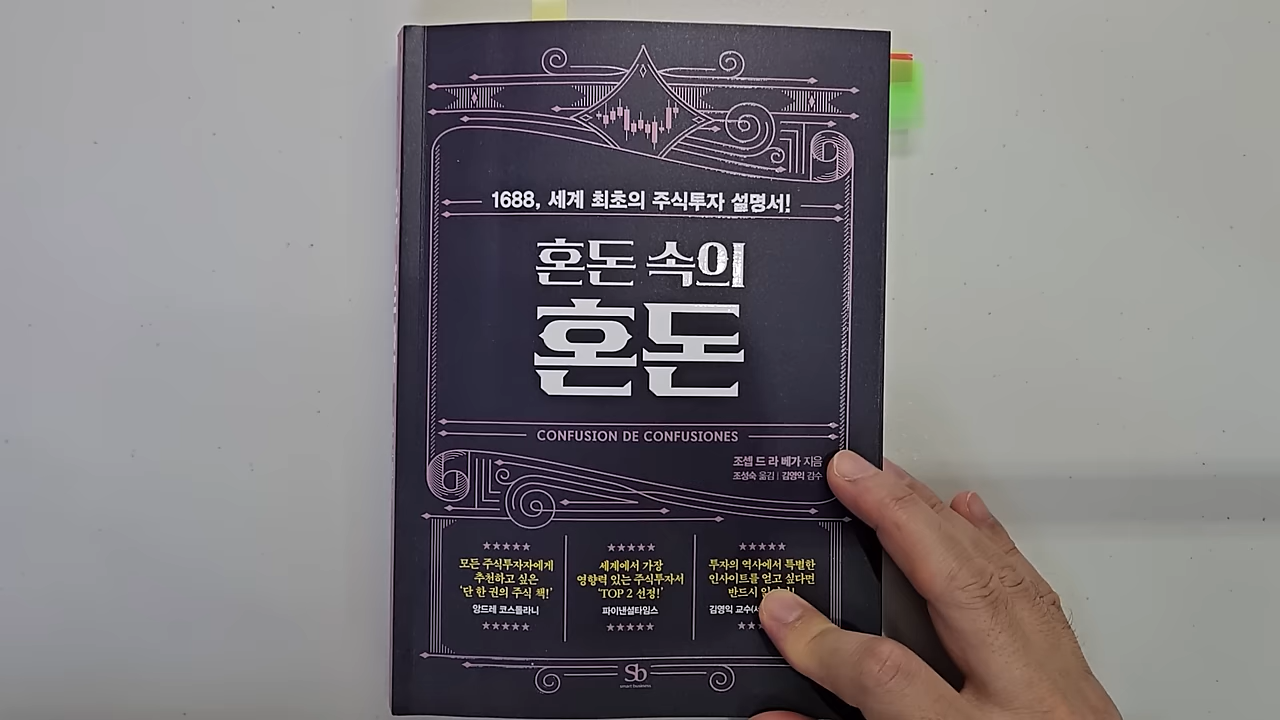 1688, 세계 최초의 주식투자 설명서!
혼돈 속의
혼돈
CONFUSION DE CONFUSIONES
조셉 드 라 베가 지음
조성숙 옮김 | 김영익 감수
★★★★★
모든 주식투자자에게
추천하고 싶은
‘단 한 권의 주식 책!’
앙드레 코스톨라니
★★★★★
★★★★★
세계에서 가장
영향력 있는 주식투자서
‘TOP 2 선정!’
파이낸셜타임스
★★★★★
★★★★★
투자의 역사에서 특별한
인사이트를 얻고 싶다면
반드시
김영익 교수
Sb
smart business